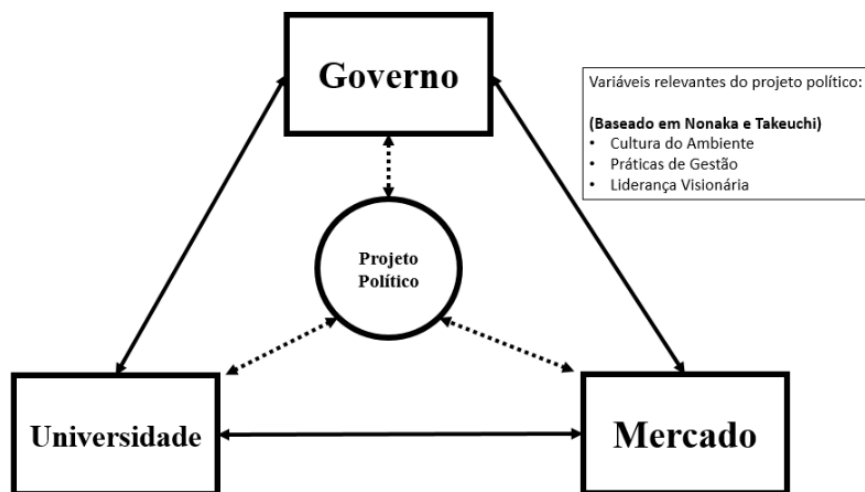 Governo
Variáveis relevantes do projeto político:
(Baseado em Nonaka e Takeuchi)
• Cultura do Ambiente
• Práticas de Gestão
• Liderança Visionária
Projeto
Político
Universidade
Mercado